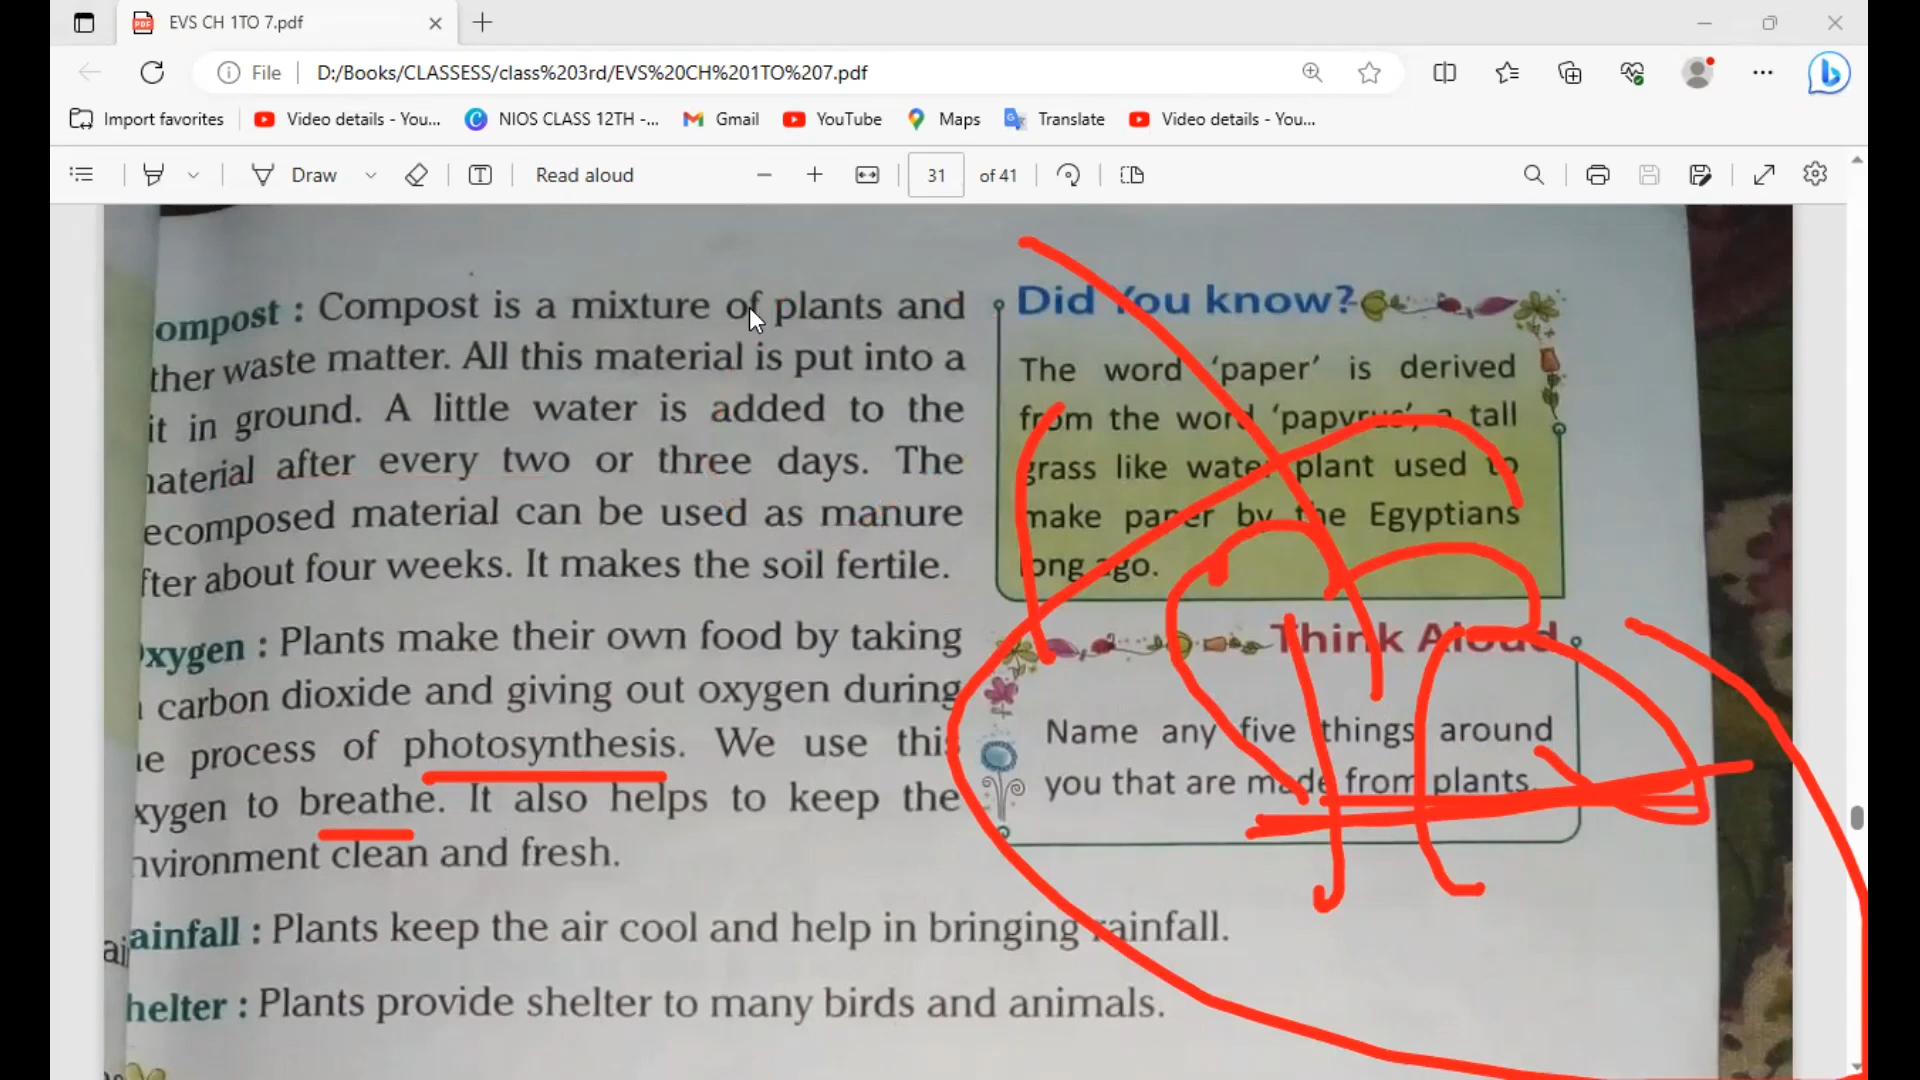 EVS CH 1TO 7.pdf
File D:/Books/CLASSESS/class%203rd/EVS%20CH%201TO%207.pdf
Import favorites Video details - You... NIOS CLASS 12TH -... Gmail YouTube Maps Translate Video details - You...
Draw Read aloud 31 of 41
ompost : Compost is a mixture of plants and
ther waste matter. All this material is put into a
it in ground. A little water is added to the
naterial after every two or three days. The
ecomposed material can be used as manure
fter about four weeks. It makes the soil fertile.
Oxygen : Plants make their own food by taking
carbon dioxide and giving out oxygen during
e process of photosynthesis. We use this
xygen to breathe. It also helps to keep the
nvironment clean and fresh.
ainfall : Plants keep the air cool and help in bringing rainfall.
helter : Plants provide shelter to many birds and animals.
Did You know?
The word 'paper' is derived
from the word 'papyrus', a tall
grass like water plant used to
make paper by the Egyptians
long ago.
Think Aloud
Name any five things around
you that are made from plants.